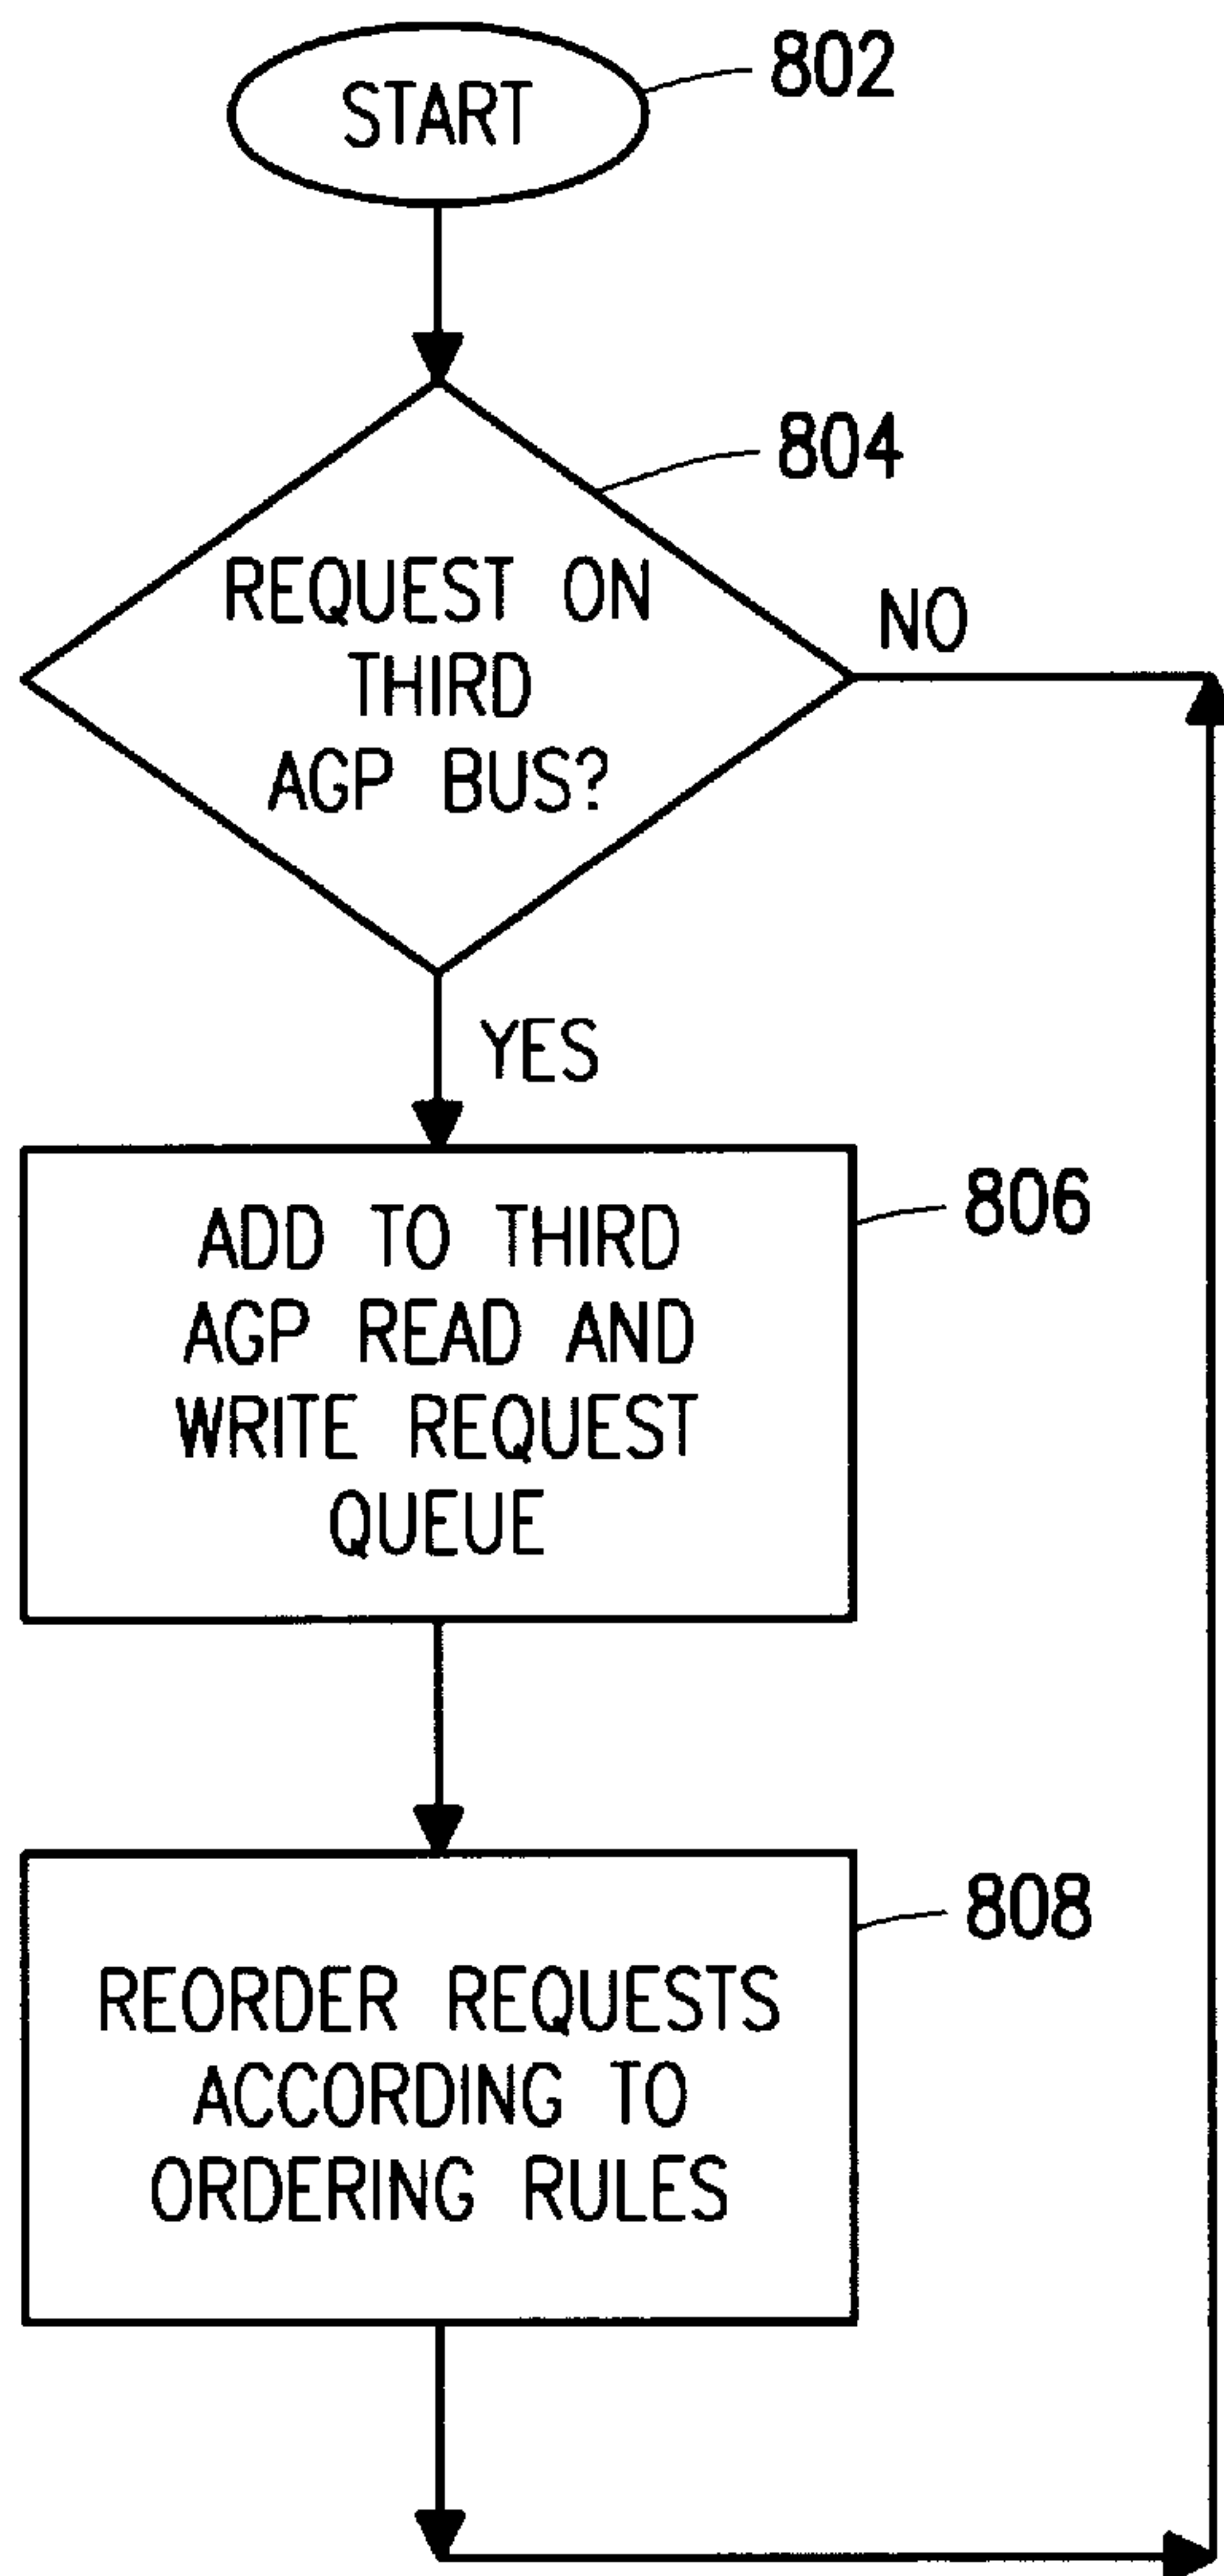 START
802
804
REQUEST ON
THIRD
AGP BUS?
NO
YES
806
ADD TO THIRD
AGP READ AND
WRITE REQUEST
QUEUE
808
REORDER REQUESTS
ACCORDING TO
ORDERING RULES